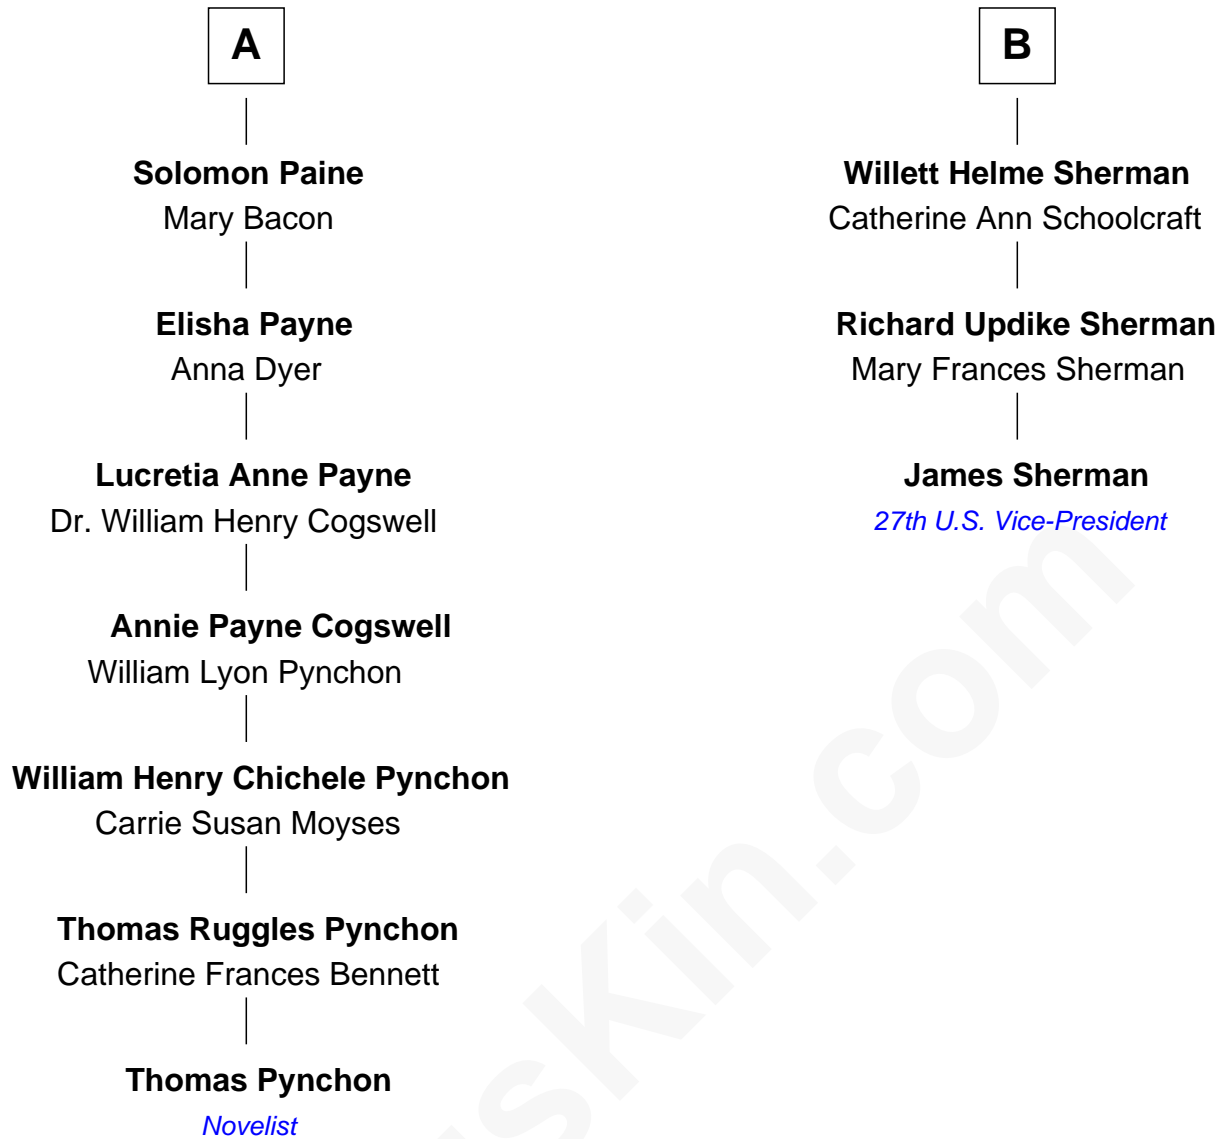 A
Solomon Paine
Mary Bacon
Elisha Payne
Anna Dyer
Lucretia Anne Payne
Dr. William Henry Cogswell
Annie Payne Cogswell
William Lyon Pynchon
William Henry Chichele Pynchon
Carrie Susan Moyses
Thomas Ruggles Pynchon
Catherine Frances Bennett
Thomas Pynchon
Novelist
B
Willett Helme Sherman
Catherine Ann Schoolcraft
Richard Updike Sherman
Mary Frances Sherman
James Sherman
27th U.S. Vice-President
sKin.com